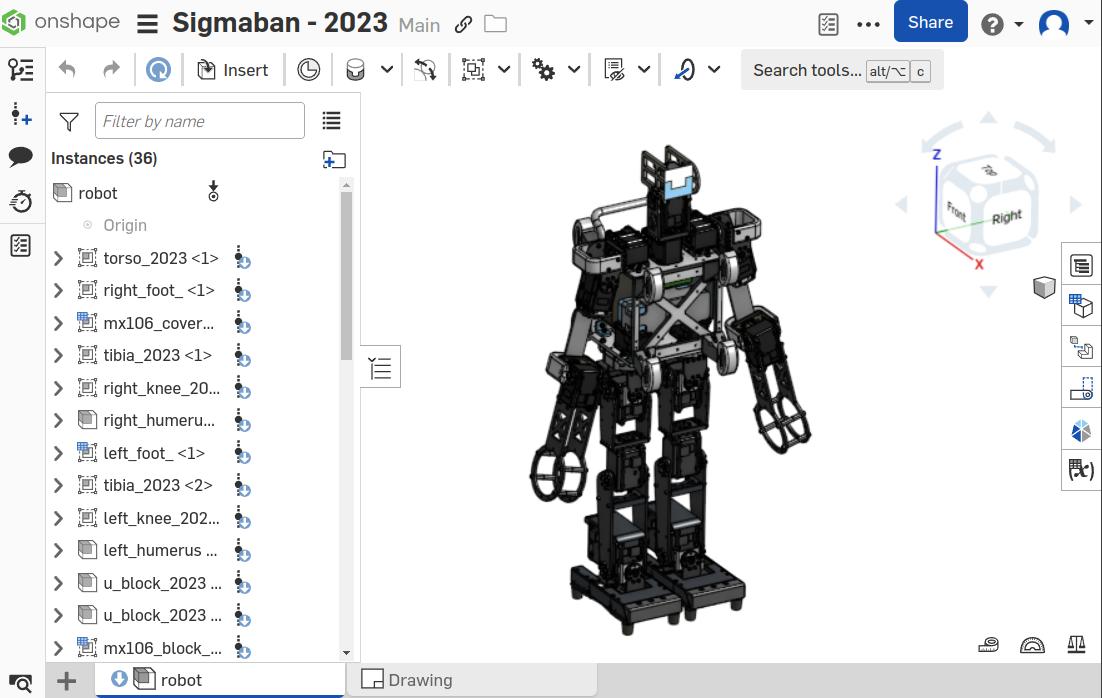 onshape Sigmaban - 2023 Main Share
Insert Search tools... alt/⌥ c
Filter by name
Instances (36)
robot
Origin
torso_2023 <1>
right_foot_ <1>
mx106_cover...
tibia_2023 <1>
right_knee_20...
right_humeru...
left_foot_ <1>
tibia_2023 <2>
left_knee_202...
left_humerus ...
u_block_2023 ...
u_block_2023 ...
mx106_block_...
Z
Top
Front Right
X
(x)
robot Drawing